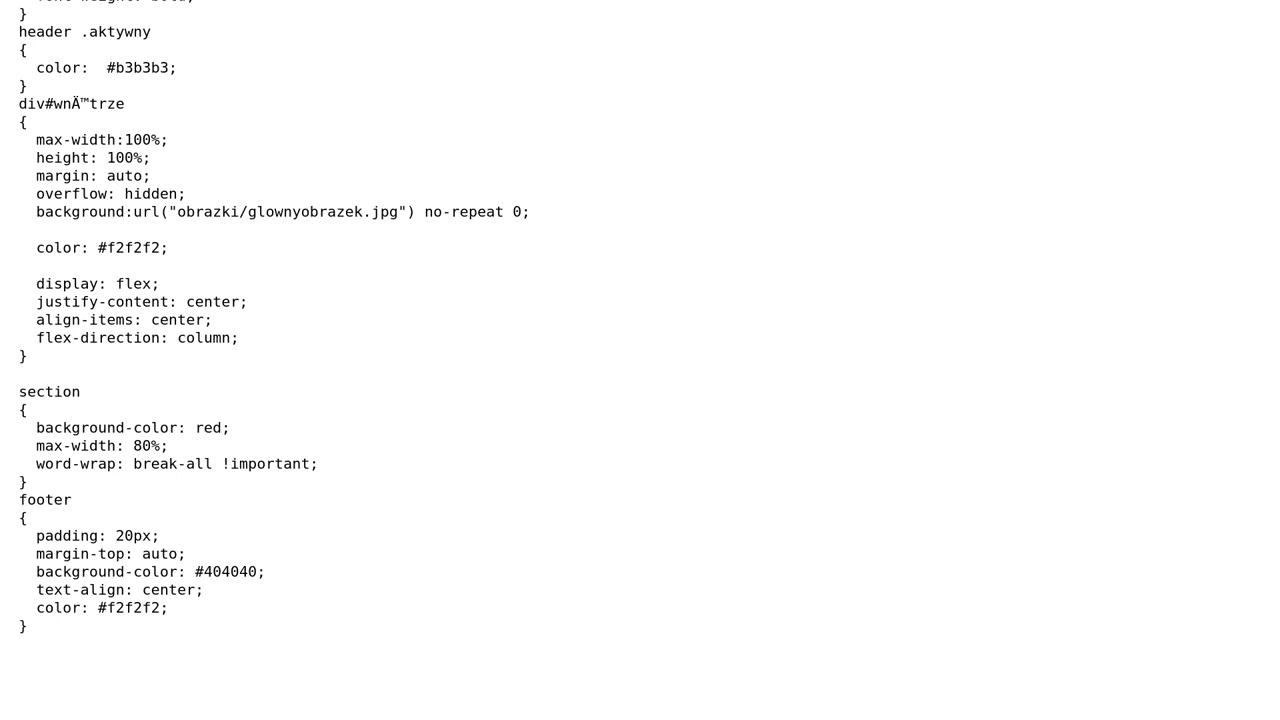 }
header .aktywny
{
  color:  #b3b3b3;
}
div#wnÄ™trze
{
  max-width:100%;
  height: 100%;
  margin: auto;
  overflow: hidden;
  background:url("obrazki/glownyobrazek.jpg") no-repeat 0;

  color: #f2f2f2;

  display: flex;
  justify-content: center;
  align-items: center;
  flex-direction: column;
}

section
{
  background-color: red;
  max-width: 80%;
  word-wrap: break-all !important;
}
footer
{
  padding: 20px;
  margin-top: auto;
  background-color: #404040;
  text-align: center;
  color: #f2f2f2;
}